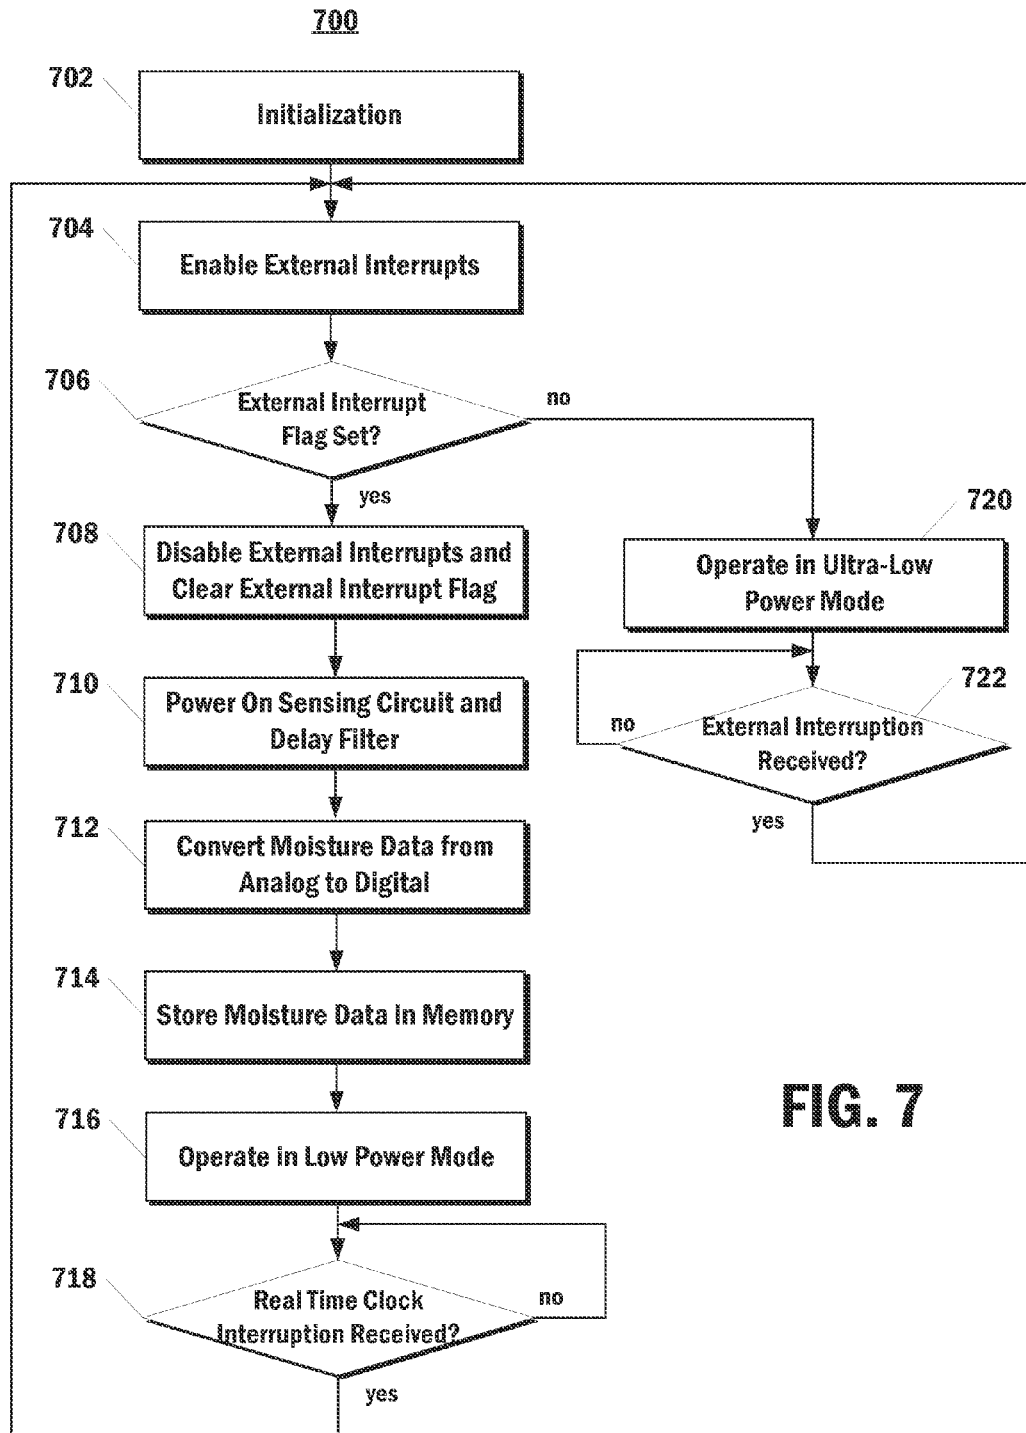 700
702
Initialization
704
Enable External Interrupts
706
External Interrupt
Flag Set?
no
yes
708
Disable External Interrupts and
Clear External Interrupt Flag
720
Operate in Ultra-Low
Power Mode
710
Power On Sensing Circuit and
Delay Filter
722
External Interruption
Received?
no
yes
712
Convert Moisture Data from
Analog to Digital
714
Store Moisture Data in Memory
716
Operate in Low Power Mode
718
Real Time Clock
Interruption Received?
no
yes
FIG. 7